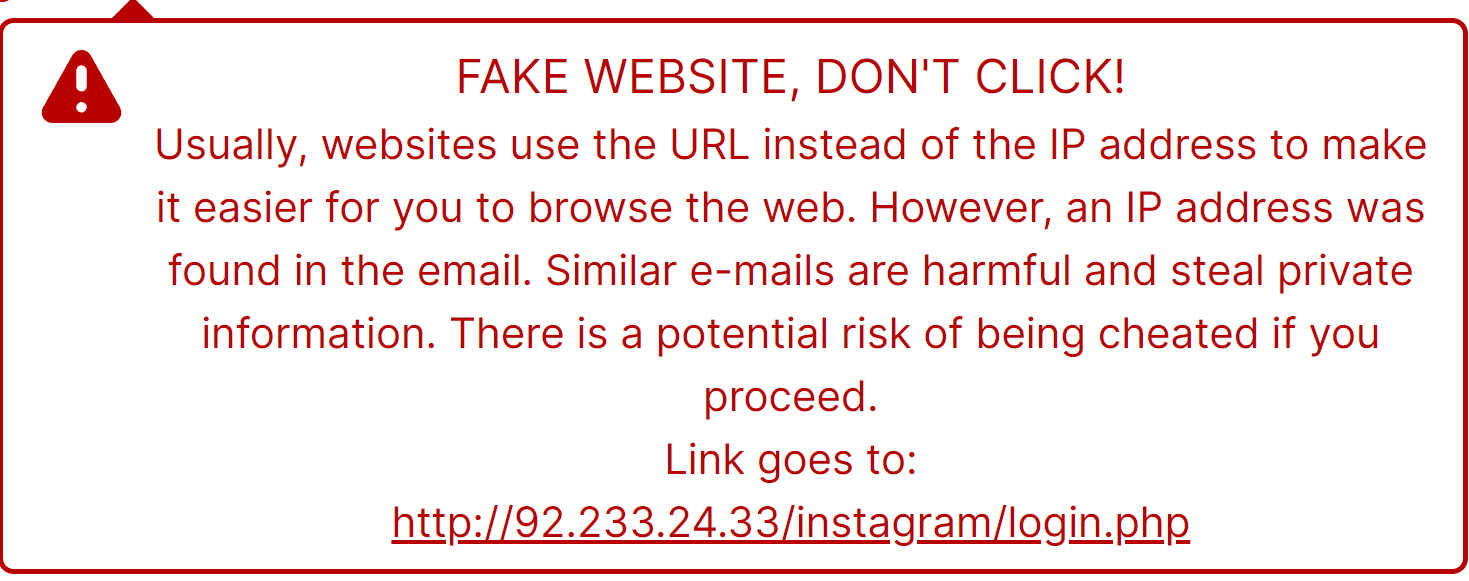 FAKE WEBSITE, DON'T CLICK!
Usually, websites use the URL instead of the IP address to make
it easier for you to browse the web. However, an IP address was
found in the email. Similar e-mails are harmful and steal private
information. There is a potential risk of being cheated if you
proceed.
Link goes to:
http://92.233.24.33/instagram/login.php